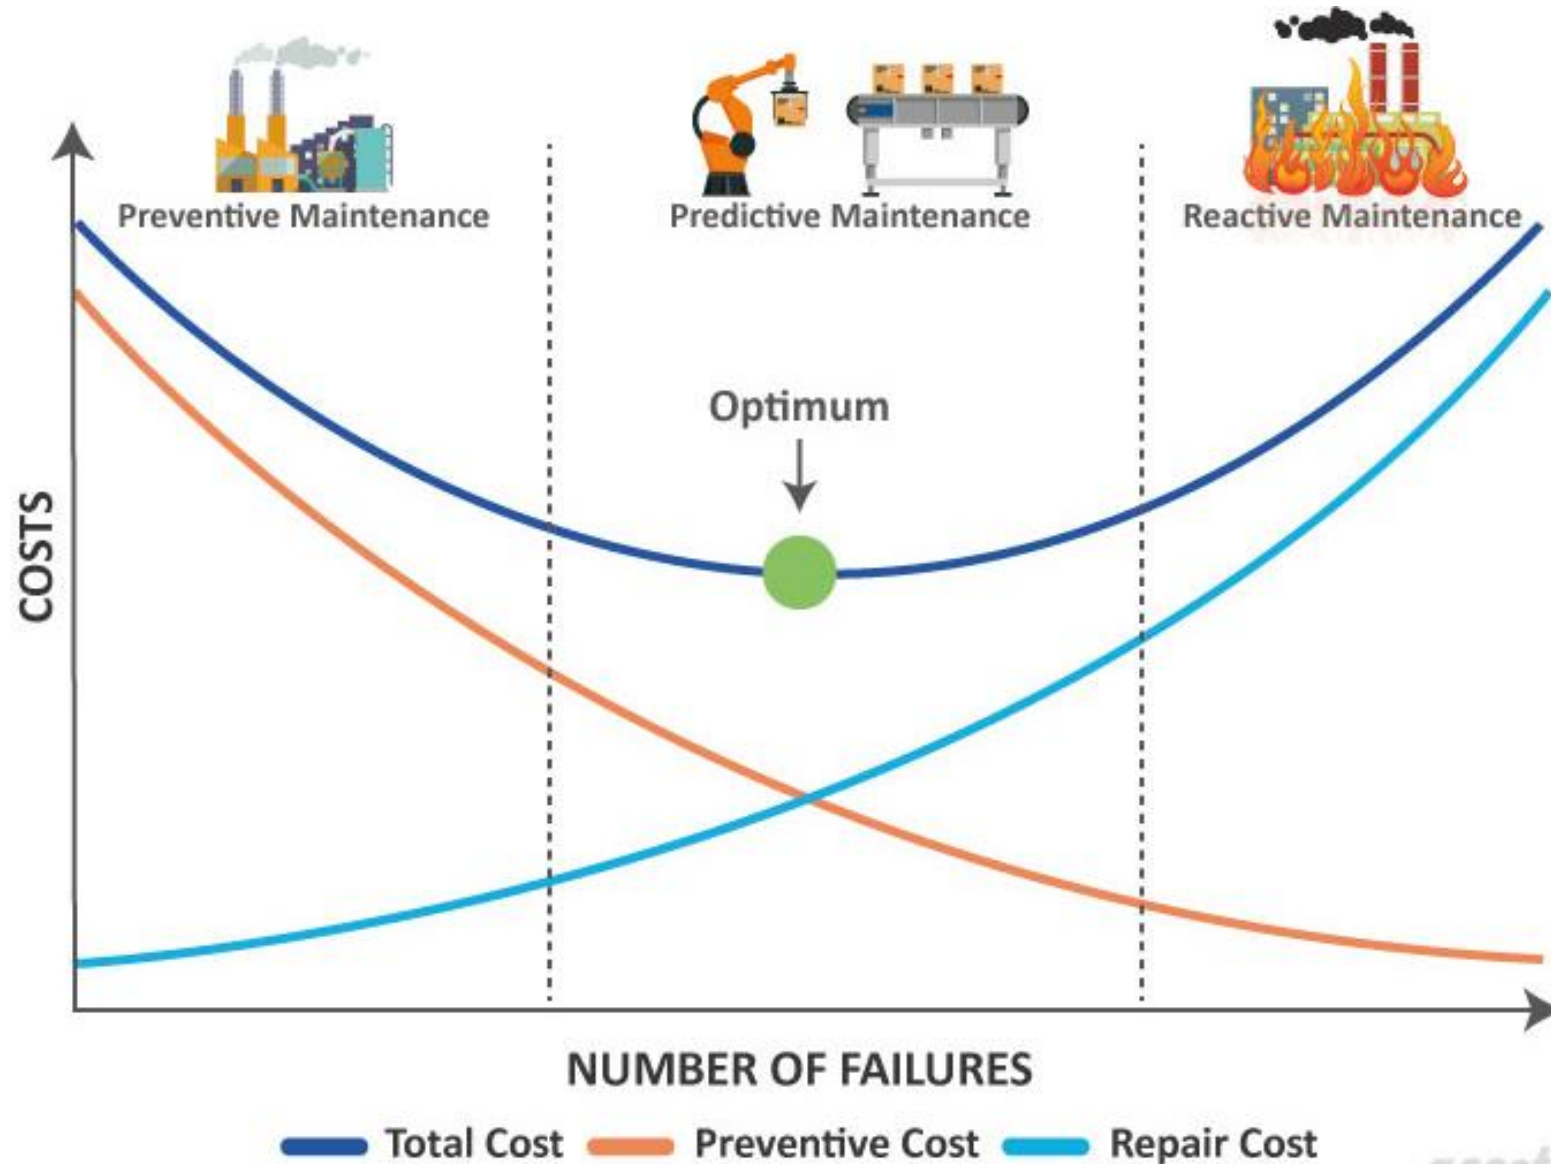 Preventive Maintenance
Predictive Maintenance
Reactive Maintenance
Optimum
COSTS
NUMBER OF FAILURES
Total Cost
Preventive Cost
Repair Cost